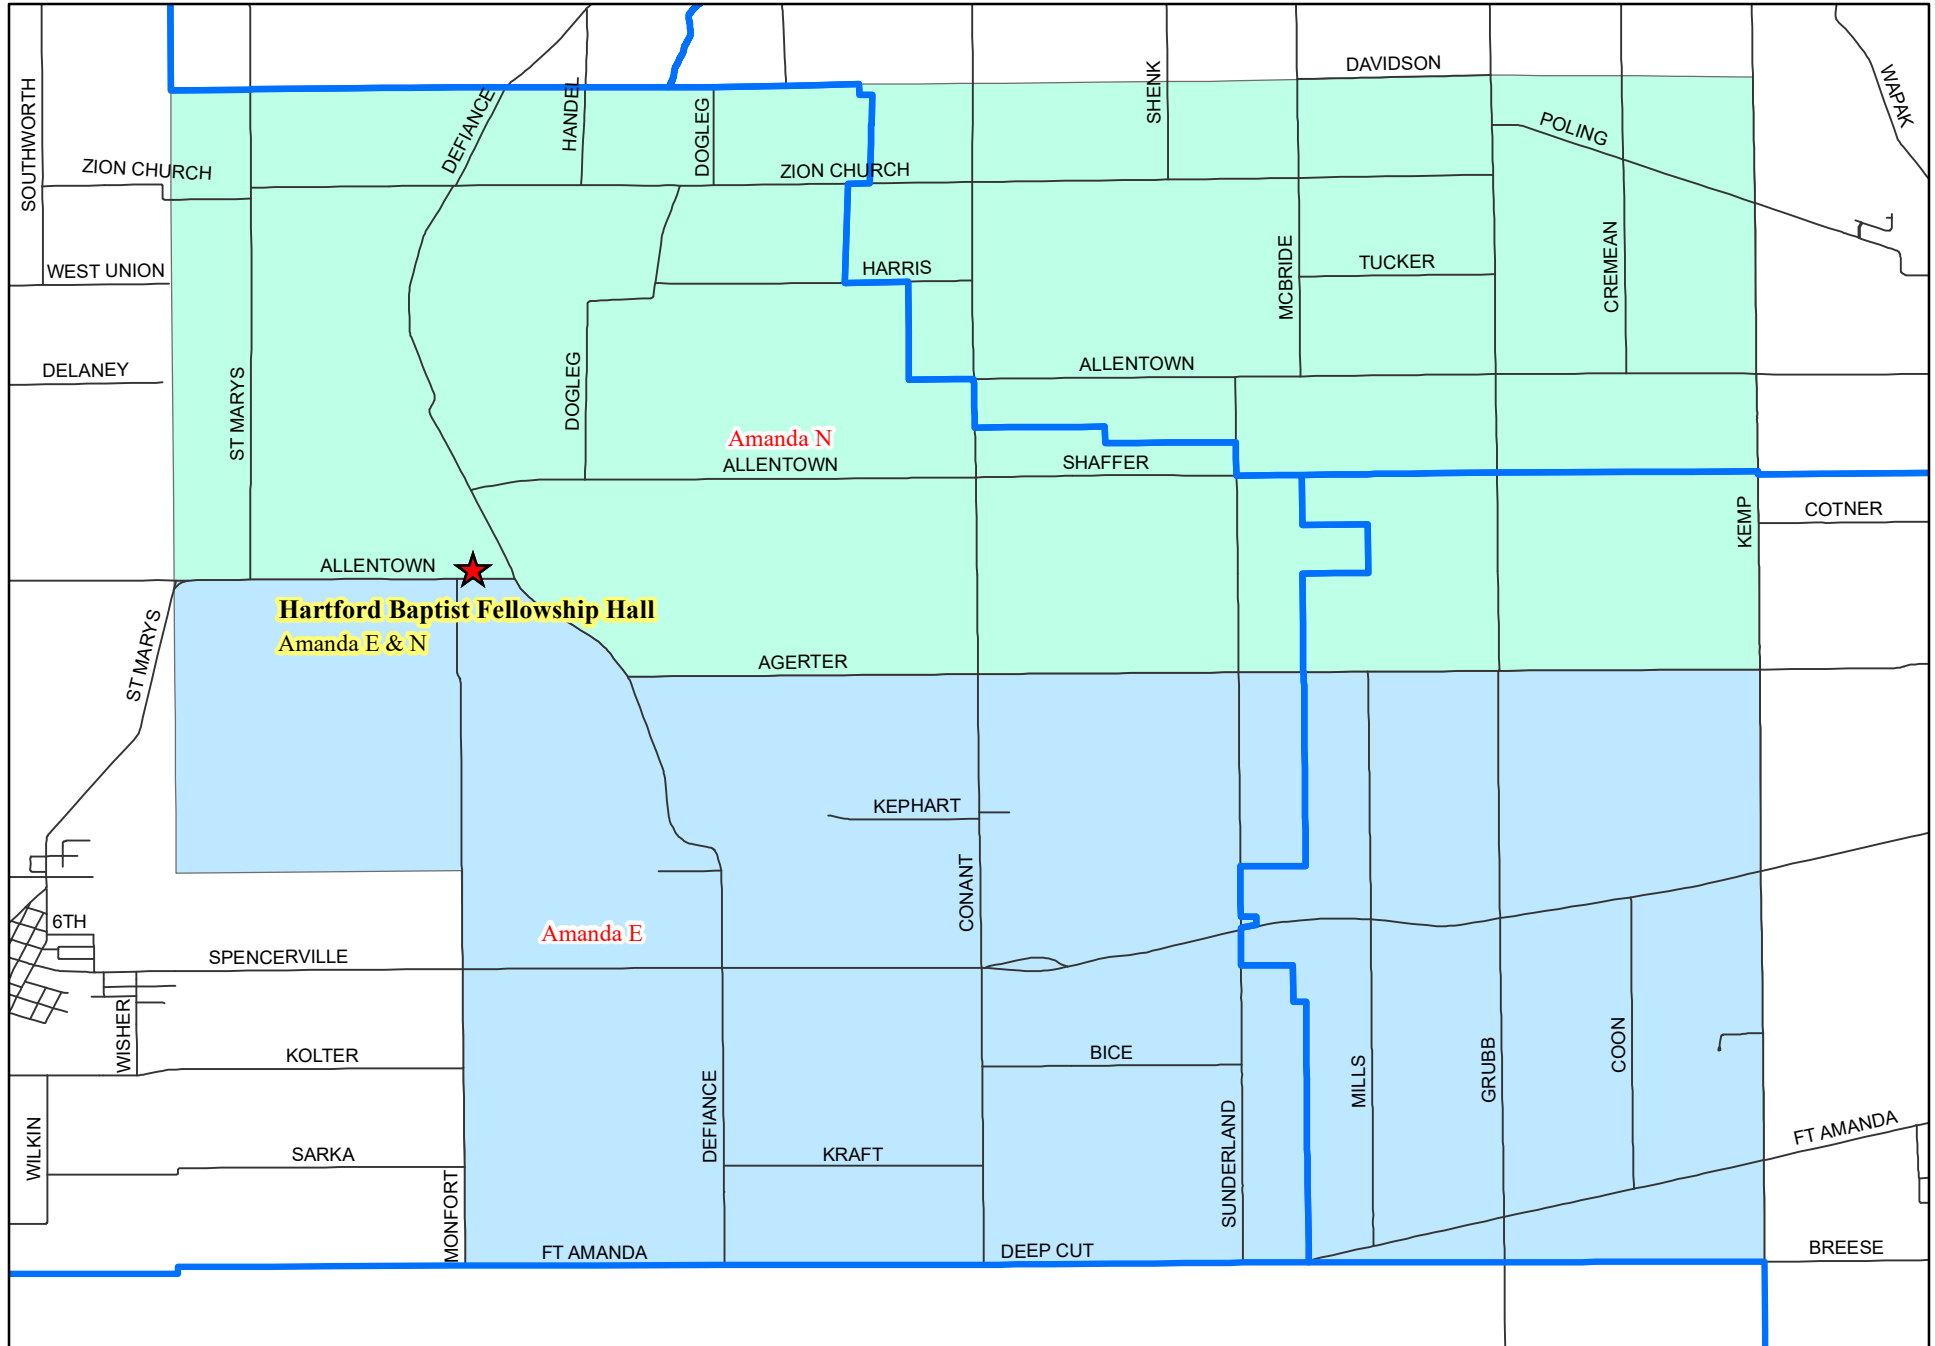 DAVIDSON
SOUTHWORTH
HANDEL
SHENK
WAPAK
DEFIANCE
DOGLEG
POLING
ZION CHURCH
ZION CHURCH
WEST UNION
HARRIS
MCBRIDE
TUCKER
CREMEAN
DELANEY
ST MARYS
DOGLEG
ALLENTOWN
Amanda N
ALLENTOWN
SHAFFER
KEMP
COTNER
ALLENTOWN
Hartford Baptist Fellowship Hall
Amanda E & N
ST MARYS
AGERTER
KEPHART
CONANT
6TH
Amanda E
SPENCERVILLE
WISHER
KOLTER
BICE
MILLS
GRUBB
COON
DEFIANCE
SUNDERLAND
WILKIN
SARKA
KRAFT
FT AMANDA
MONFORT
FT AMANDA
DEEP CUT
BREESE